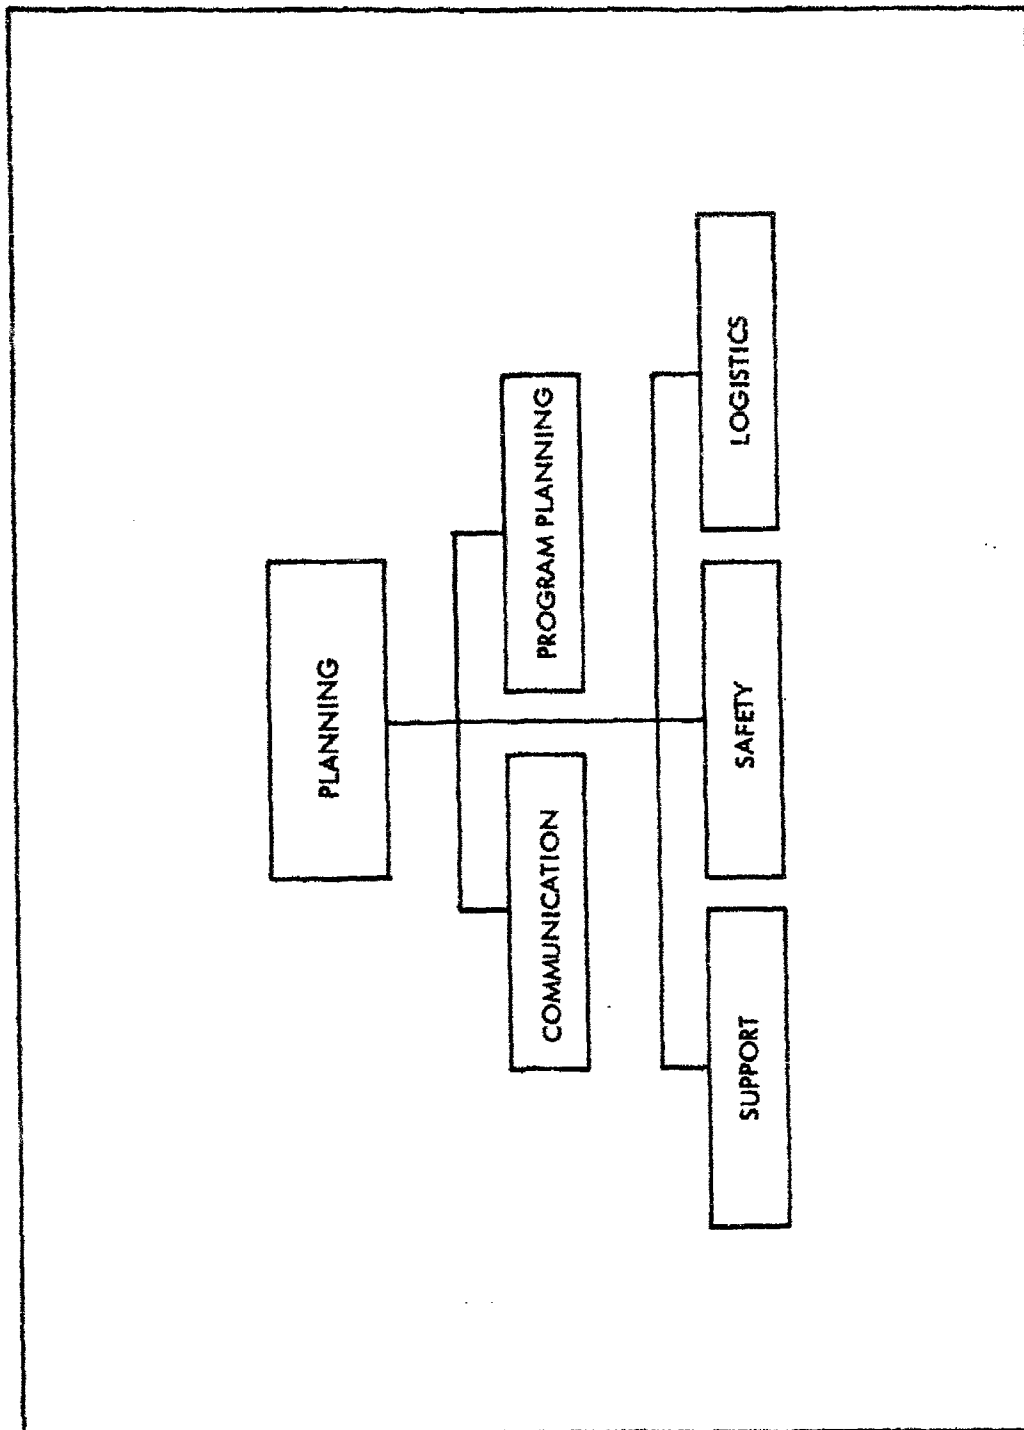 PLANNING
COMMUNICATION
PROGRAM PLANNING
SUPPORT
SAFETY
LOGISTICS